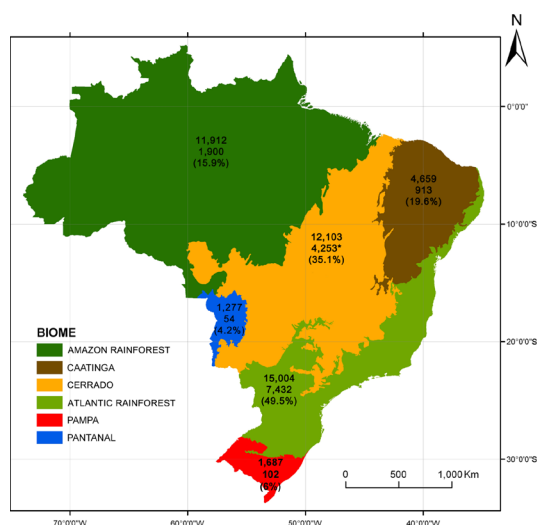 N
0°0'0"
11,912
1,900
(15.9%)
4,659
913
(19.6%)
10°0'0"S
12,103
4,253*
(35.1%)
1,277
54
(4.2%)
BIOME
AMAZON RAINFOREST
CAATINGA
CERRADO
ATLANTIC RAINFOREST
PAMPA
PANTANAL
20°0'0"S
15,004
7,432
(49.5%)
1,687
102
(6%)
0 500 1,000 Km
30°0'0"S
70°0'0"W 60°0'0"W 50°0'0"W 40°0'0"W